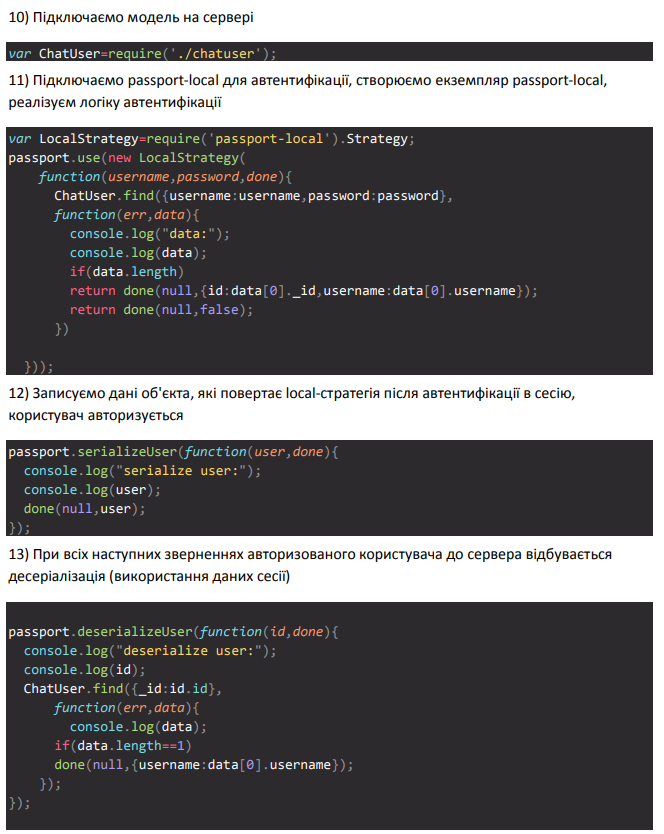 10) Підключаємо модель на сервері
var ChatUser=require('./chatuser');
11) Підключаємо passport-local для автентифікації, створюємо екземпляр passport-local,
реалізуєм логіку автентифікації
var LocalStrategy=require('passport-local').Strategy;
passport.use(new LocalStrategy(
    function(username,password,done){
      ChatUser.find({username:username,password:password},
      function(err,data){
        console.log("data:");
        console.log(data);
        if(data.length)
        return done(null,{id:data[0]._id,username:data[0].username});
        return done(null,false);
      })
  }));
12) Записуємо дані об'єкта, які повертає local-стратегія після автентифікації в сесію,
користувач авторизується
passport.serializeUser(function(user,done){
  console.log("serialize user:");
  console.log(user);
  done(null,user);
});
13) При всіх наступних зверненнях авторизованого користувача до сервера відбувається
десеріалізація (використання даних сесії)
passport.deserializeUser(function(id,done){
  console.log("deserialize user:");
  console.log(id);
  ChatUser.find({_id:id.id},
      function(err,data){
        console.log(data);
      if(data.length==1)
      done(null,{username:data[0].username});
    });
});